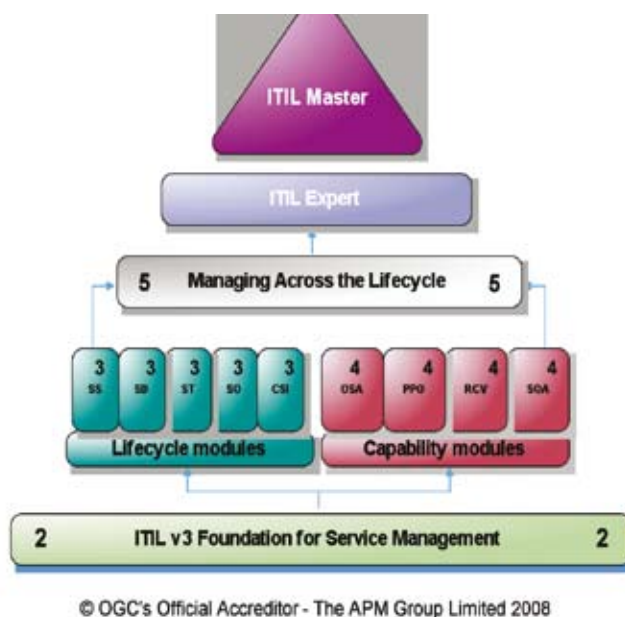 ITIL Master
ITIL Expert
5 Managing Across the Lifecycle 5
3 3 3 3 3 4 4 4 4
SS SD ST SO CSI OSA PPO RCV SOA
Lifecycle modules Capability modules
2 ITIL v3 Foundation for Service Management 2
© OGC's Official Accreditor - The APM Group Limited 2008